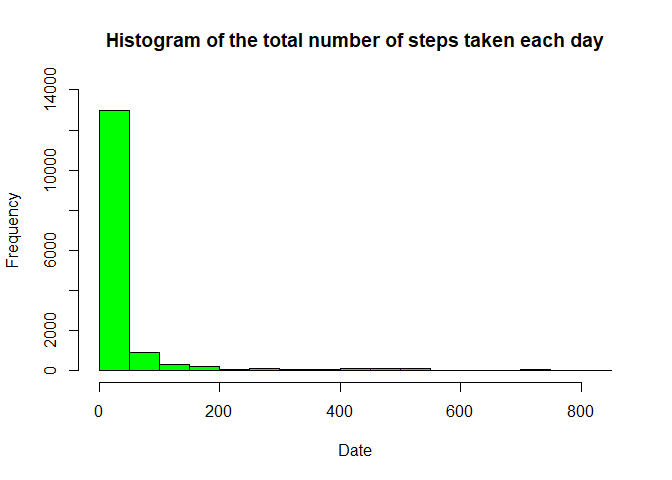 Histogram of the total number of steps taken each day
Frequency
14000
10000
6000
2000
0
0 200 400 600 800
Date